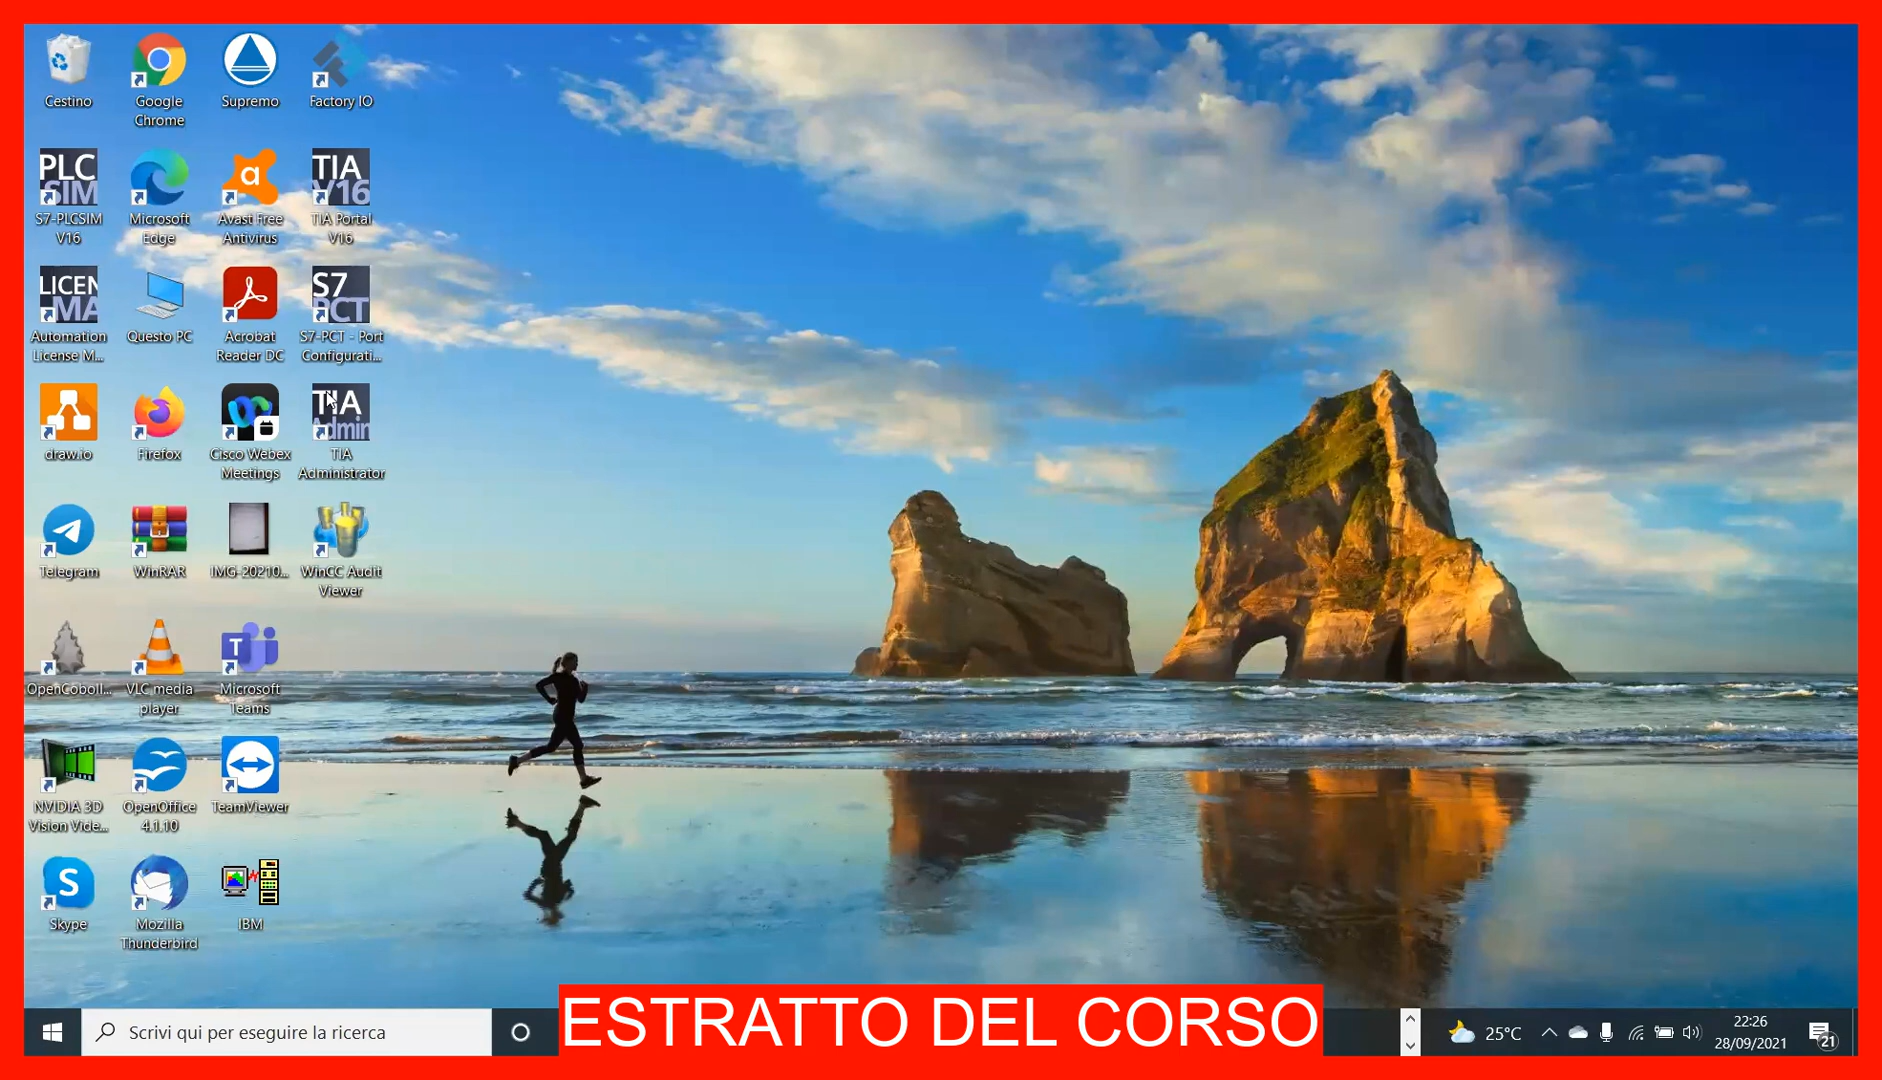 Cestino
Google
Chrome
Supremo
Factory IO
PLC
SIM
S7-PLCSIM
V16
Microsoft
Edge
a
Avast Free
Antivirus
TIA
V16
TIA Portal
V16
LICEN
MA
Automation
License M...
Questo PC
Acrobat
Reader DC
S7
PCT
S7-PCT - Port
Configurati...
draw.io
Firefox
Cisco Webex
Meetings
TIA
Admin
TIA
Administrator
Telegram
WinRAR
IMG-20210...
WinCC Audit
Viewer
OpenCobolI...
VLC media
player
T
Microsoft
Teams
NVIDIA 3D
Vision Vide...
OpenOffice
4.1.10
TeamViewer
S
Skype
Mozilla
Thunderbird
IBM
Scrivi qui per eseguire la ricerca
ESTRATTO DEL CORSO
25°C
22:26
28/09/2021
21